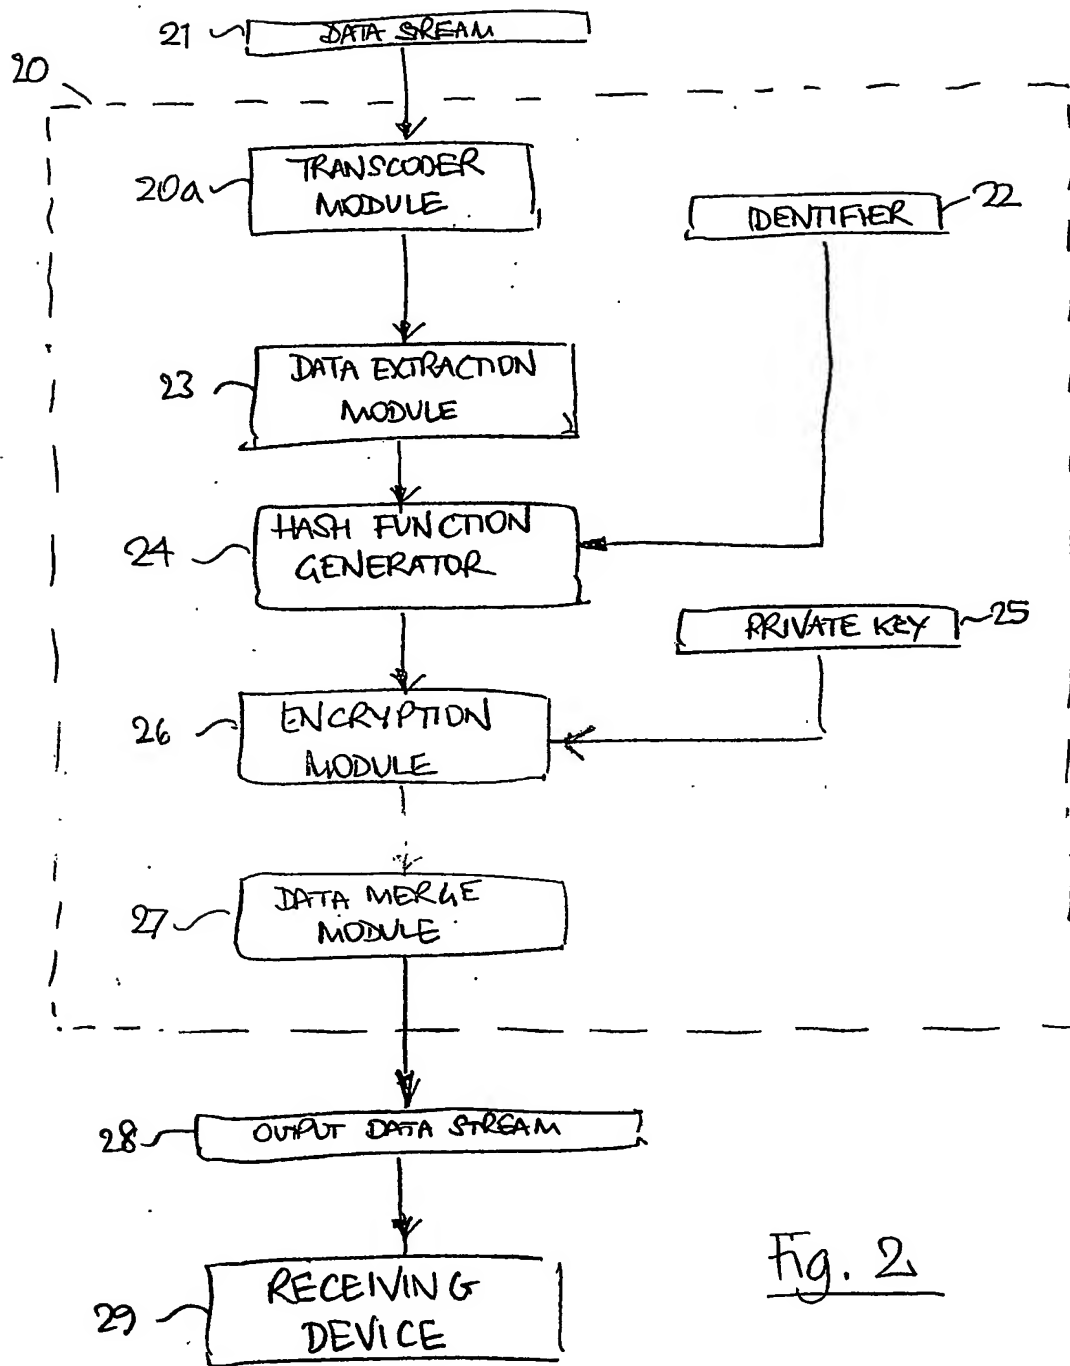 21
DATA SREAM
20
TRANSCODER
MODULE
20a
IDENTIFIER
22
DATA EXTRACTION
MODULE
23
HASH FUNCTION
GENERATOR
24
PRIVATE KEY
25
ENCRYPTION
MODULE
26
DATA MERGE
MODULE
27
OUTPUT DATA STREAM
28
RECEIVING
DEVICE
29
Fig. 2